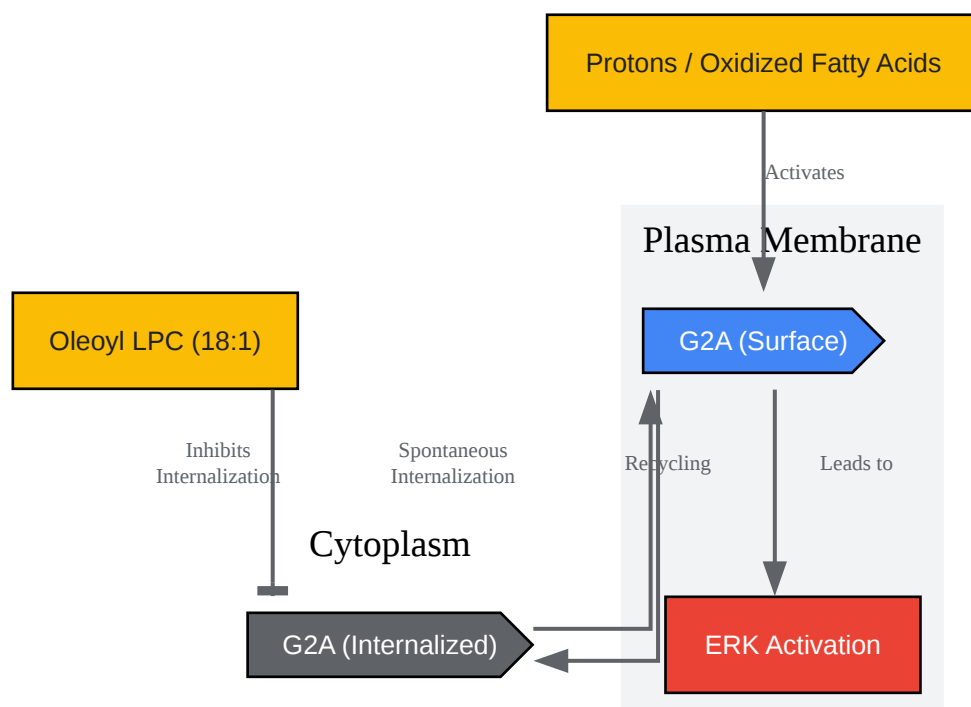 Protons / Oxidized Fatty Acids
Activates
Plasma Membrane
Oleoyl LPC (18:1)
G2A (Surface)
Inhibits
Internalization
Spontaneous
Internalization
Recycling
Leads to
Cytoplasm
G2A (Internalized)
ERK Activation